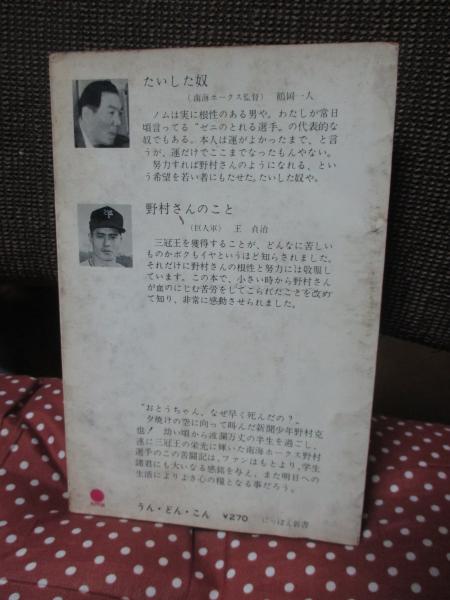 たいした奴
(南海ホークス監督) 鶴岡一人
ノムは実に根性のある男や。わたしが常日
頃言ってる〝ゼニのとれる選手〟の代表的な
奴でもある。本人は運がよかったまで、と言
うが、運だけでここまでなったもんやない。
努力すれば野村さんのようになれる、とい
う希望を若い者にもたせた。たいした奴や。
野村さんのこと
(巨人軍) 王 貞治
三冠王を獲得することが、どんなに苦しい
ものかボクもイヤというほど知らされました。
それだけに野村さんの根性と努力には敬服し
ています。この本で、小さい時から野村さん
が血のにじむ苦労をしてこられたことを改め
て知り、非常に感動させられました。
〝おとうちゃん、なぜ早く死んだの?〟
夕焼けの空に向って叫んだ新聞少年野村克
也! 幼い頃から波瀾万丈の半生を過ごし、
遂に三冠王の栄光に輝いた南海ホークス野村
選手のこの苦闘記は、ファンはもとより、学生
諸君にも大いなる感銘を与え、また明日への
生活によりよき心の糧となる事だろう。
うん・どん・こん ¥270 にっぽん新書